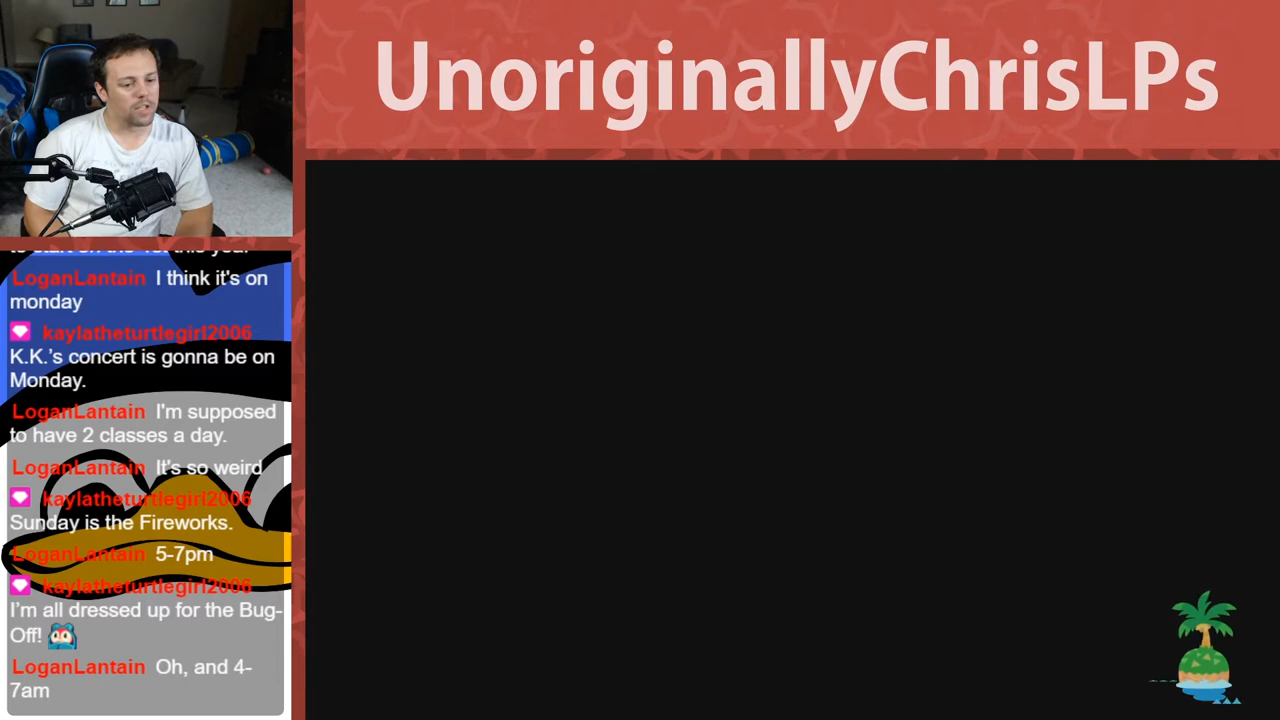 UnoriginallyChrisLPs
LoganLantain I think it's on
monday
kaylatheturtlegirl2006
K.K.'s concert is gonna be on
Monday.
LoganLantain I'm supposed
to have 2 classes a day.
LoganLantain It's so weird
kaylatheturtlegirl2006
Sunday is the Fireworks.
LoganLantain 5-7pm
kaylatheturtlegirl2006
I'm all dressed up for the Bug-
Off!
LoganLantain Oh, and 4-
7am